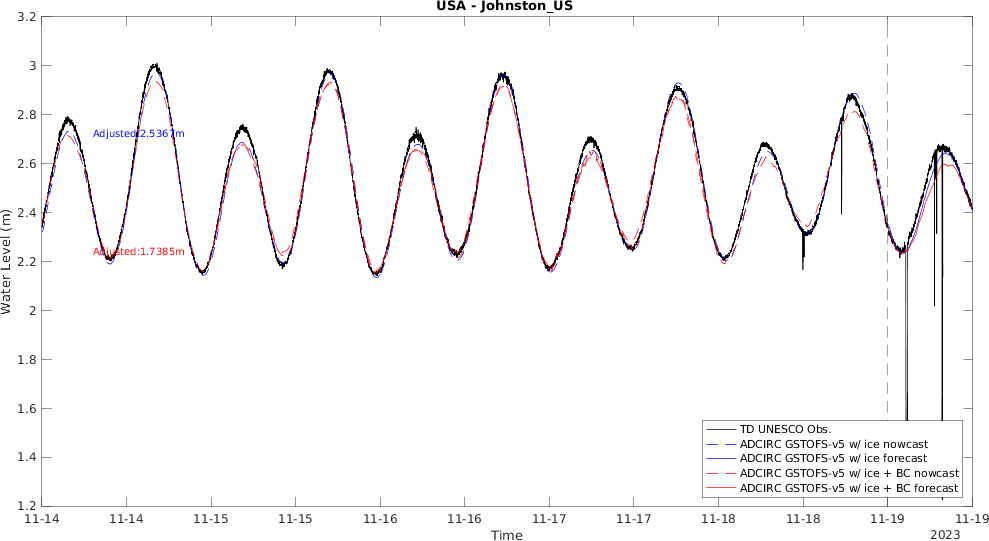 USA - Johnston_US
3.2
3
2.8
2.6
2.4
2.2
2
1.8
1.6
1.4
1.2
Water Level (m)
Adjusted:2.5367m
Adjusted:1.7385m
TD UNESCO Obs.
ADCIRC GSTOFS-v5 w/ ice nowcast
ADCIRC GSTOFS-v5 w/ ice forecast
ADCIRC GSTOFS-v5 w/ ice + BC nowcast
ADCIRC GSTOFS-v5 w/ ice + BC forecast
11-14 11-14 11-15 11-15 11-16 11-16 11-17 11-17 11-18 11-18 11-19 11-19
Time
2023